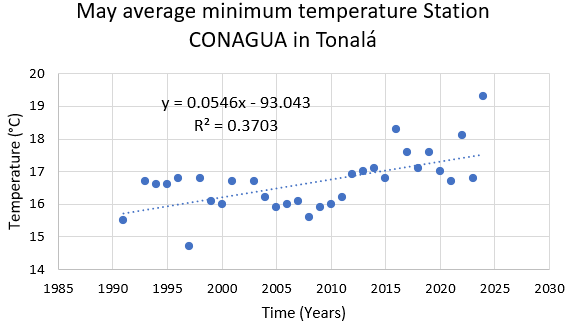 May average minimum temperature Station
CONAGUA in Tonalá
y = 0.0546x - 93.043
R² = 0.3703
Temperature (°C)
20
19
18
17
16
15
14
1985 1990 1995 2000 2005 2010 2015 2020 2025 2030
Time (Years)